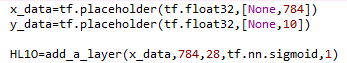 x_data=tf.placeholder(tf.float32,[None,784])
y_data=tf.placeholder(tf.float32,[None,10])
HL1O=add_a_layer(x_data,784,28,tf.nn.sigmoid,1)